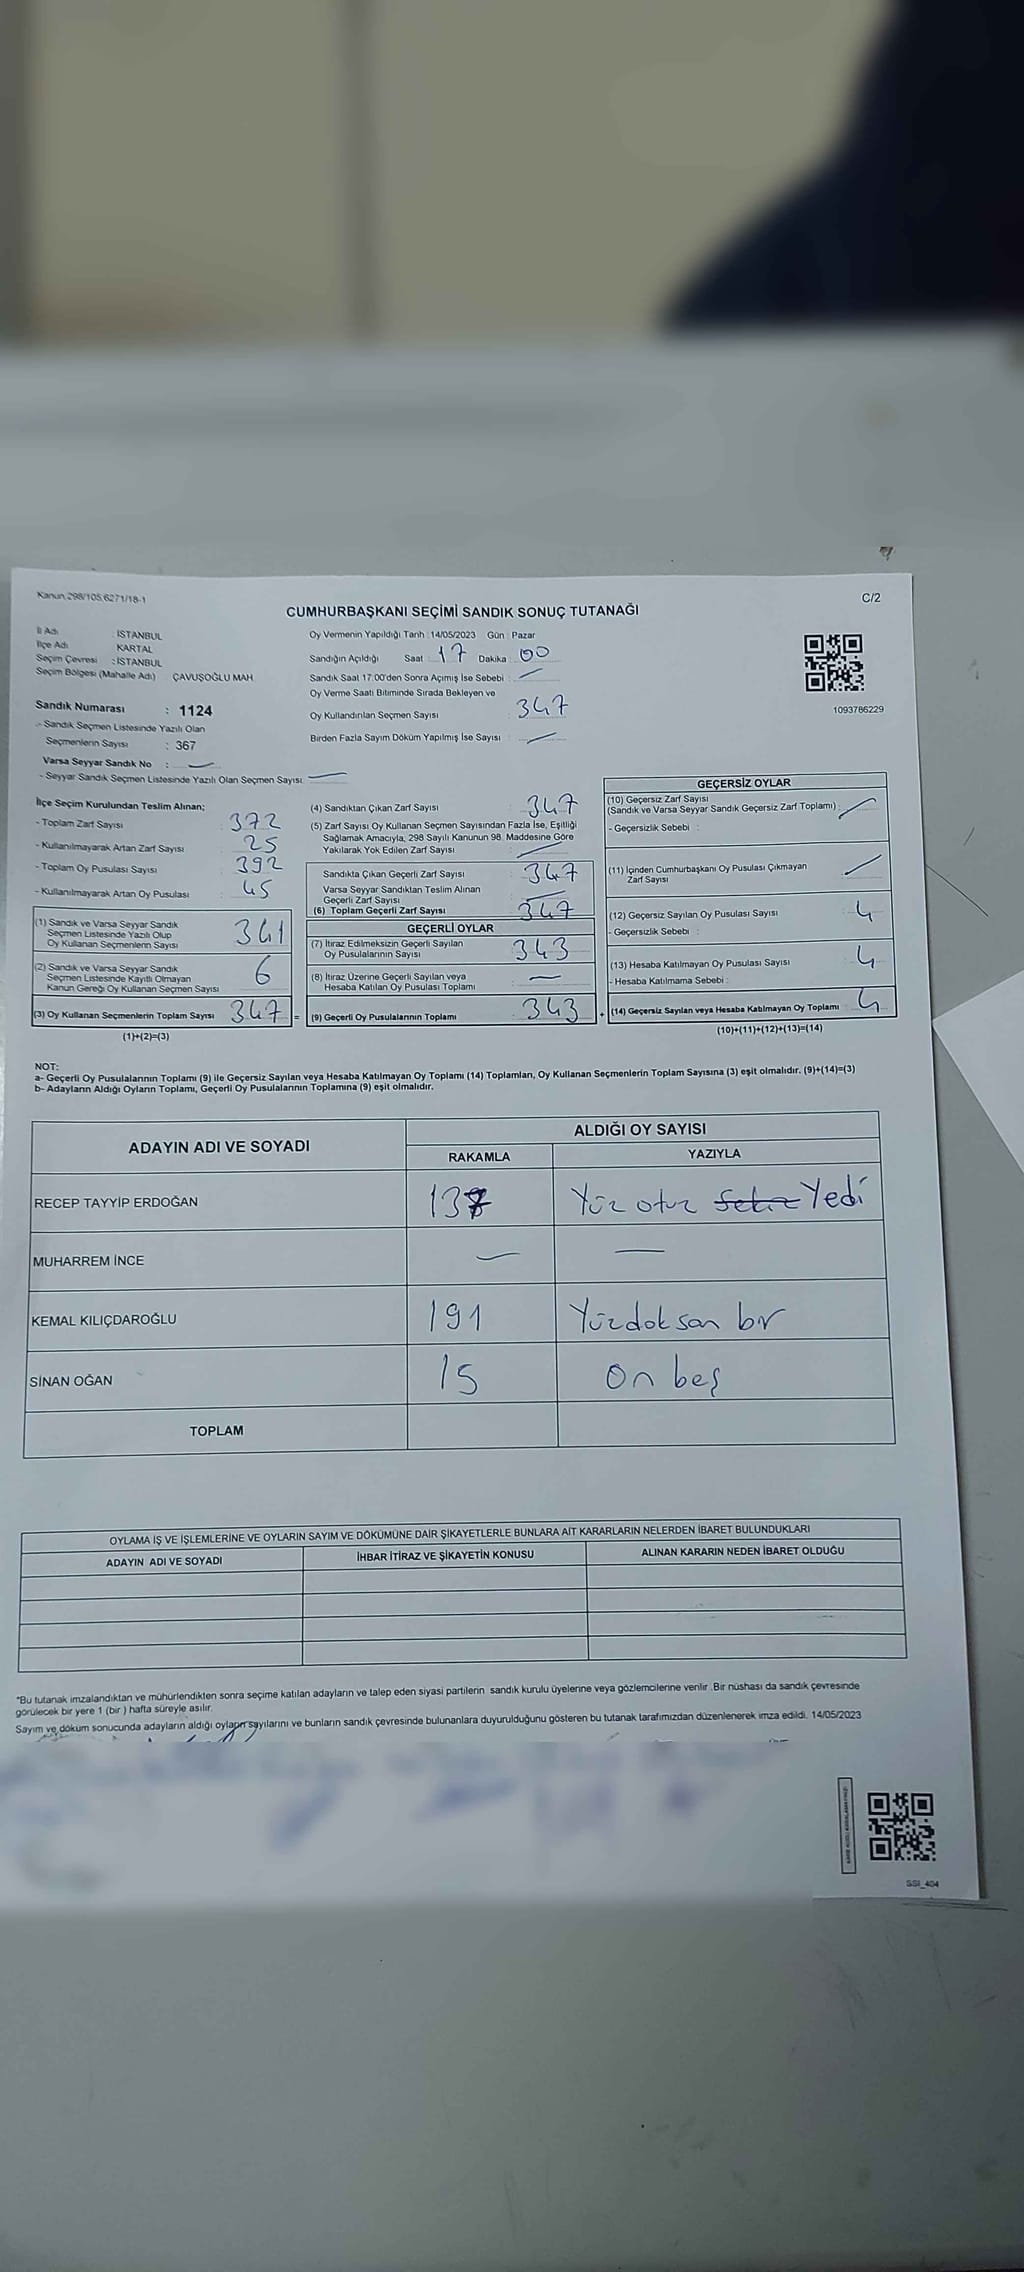 Kanun,298/105,6271/18-1
C/2
CUMHURBAŞKANI SEÇİMİ SANDIK SONUÇ TUTANAĞI
İl Adı : İSTANBUL
İlçe Adı KARTAL
Seçim Çevresi : İSTANBUL
Seçim Bölgesi (Mahalle Adı) ÇAVUŞOĞLU MAH
Sandık Numarası : 1124
- Sandık Seçmen Listesinde Yazılı Olan
Seçmenlerin Sayısı : 367
Varsa Seyyar Sandık No : —
- Seyyar Sandık Seçmen Listesinde Yazılı Olan Seçmen Sayısı: —
Oy Vermenin Yapıldığı Tarih : 14/05/2023 Gün : Pazar
Sandığın Açıldığı Saat : 17 Dakika : 00
Sandık Saat 17:00'den Sonra Açımış İse Sebebi : —
Oy Verme Saati Bitiminde Sırada Bekleyen ve
Oy Kullandırılan Seçmen Sayısı : 347
Birden Fazla Sayım Döküm Yapılmış İse Sayısı : —
1093786229
İlçe Seçim Kurulundan Teslim Alınan;
- Toplam Zarf Sayısı : 372
- Kullanılmayarak Artan Zarf Sayısı : 25
- Toplam Oy Pusulası Sayısı : 392
- Kullanılmayarak Artan Oy Pusulası : 45
(1) Sandık ve Varsa Seyyar Sandık
Seçmen Listesinde Yazılı Olup
Oy Kullanan Seçmenlerin Sayısı 341
(2) Sandık ve Varsa Seyyar Sandık
Seçmen Listesinde Kayıtlı Olmayan
Kanun Gereği Oy Kullanan Seçmen Sayısı 6
(3) Oy Kullanan Seçmenlerin Toplam Sayısı 347 =
(1)+(2)=(3)
(4) Sandıktan Çıkan Zarf Sayısı 347
(5) Zarf Sayısı Oy Kullanan Seçmen Sayısından Fazla İse, Eşitliği
Sağlamak Amacıyla, 298 Sayılı Kanunun 98. Maddesine Göre
Yakılarak Yok Edilen Zarf Sayısı —
Sandıkta Çıkan Geçerli Zarf Sayısı 347
Varsa Seyyar Sandıktan Teslim Alınan
Geçerli Zarf Sayısı —
(6) Toplam Geçerli Zarf Sayısı 347
GEÇERLİ OYLAR
(7) İtiraz Edilmeksizin Geçerli Sayılan
Oy Pusulalarının Sayısı 343
(8) İtiraz Üzerine Geçerli Sayılan veya
Hesaba Katılan Oy Pusulası Toplamı —
(9) Geçerli Oy Pusulalarının Toplamı 343 +
GEÇERSİZ OYLAR
(10) Geçersiz Zarf Sayısı
(Sandık ve Varsa Seyyar Sandık Geçersiz Zarf Toplamı) : —
- Geçersizlik Sebebi :
(11) İçinden Cumhurbaşkanı Oy Pusulası Çıkmayan
Zarf Sayısı —
(12) Geçersiz Sayılan Oy Pusulası Sayısı 4
- Geçersizlik Sebebi :
(13) Hesaba Katılmayan Oy Pusulası Sayısı 4
- Hesaba Katılmama Sebebi :
(14) Geçersiz Sayılan veya Hesaba Katılmayan Oy Toplamı 4
(10)+(11)+(12)+(13)=(14)
NOT:
a- Geçerli Oy Pusulalarının Toplamı (9) ile Geçersiz Sayılan veya Hesaba Katılmayan Oy Toplamı (14) Toplamları, Oy Kullanan Seçmenlerin Toplam Sayısına (3) eşit olmalıdır. (9)+(14)=(3)
b- Adayların Aldığı Oyların Toplamı, Geçerli Oy Pusulalarının Toplamına (9) eşit olmalıdır.
ADAYIN ADI VE SOYADI ALDIĞI OY SAYISI
RAKAMLA YAZIYLA
RECEP TAYYİP ERDOĞAN 137 Yüz otuz sekiz Yedi
MUHARREM İNCE — —
KEMAL KILIÇDAROĞLU 191 Yüzdoksan bir
SİNAN OĞAN 15 On beş
TOPLAM
OYLAMA İŞ VE İŞLEMLERİNE VE OYLARIN SAYIM VE DÖKÜMÜNE DAİR ŞİKAYETLERLE BUNLARA AİT KARARLARIN NELERDEN İBARET BULUNDUKLARI
ADAYIN ADI VE SOYADI İHBAR İTİRAZ VE ŞİKAYETİN KONUSU ALINAN KARARIN NEDEN İBARET OLDUĞU
*Bu tutanak imzalandıktan ve mühürlendikten sonra seçime katılan adayların ve talep eden siyasi partilerin sandık kurulu üyelerine veya gözlemcilerine verilir .Bir nüshası da sandık çevresinde
görülecek bir yere 1 (bir ) hafta süreyle asılır.
Sayım ve döküm sonucunda adayların aldığı oyların sayılarını ve bunların sandık çevresinde bulunanlara duyurulduğunu gösteren bu tutanak tarafımızdan düzenlenerek imza edildi. 14/05/2023
SSI_404